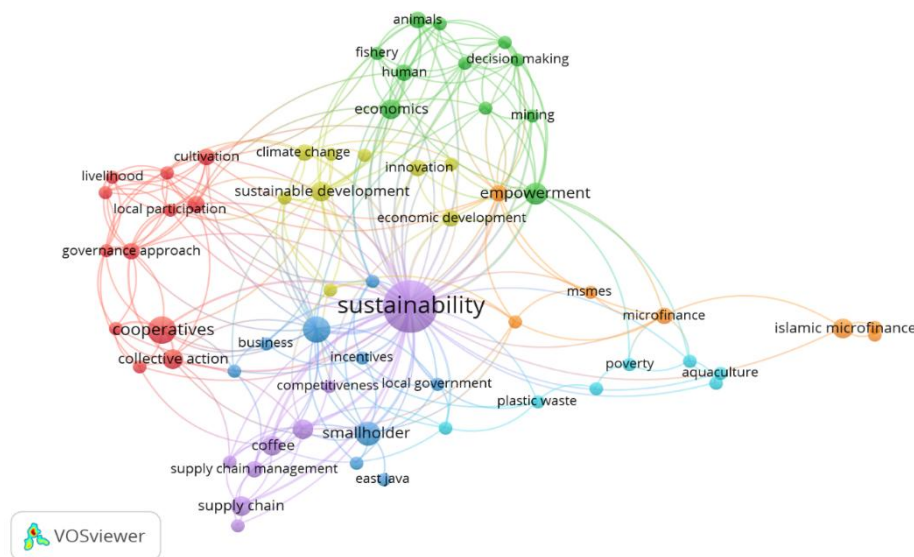 animals
fishery
decision making
human
economics
mining
cultivation
climate change
innovation
livelihood
sustainable development
empowerment
local participation
economic development
governance approach
msmes
sustainability
microfinance
cooperatives
islamic microfinance
business
collective action
incentives
poverty
aquaculture
competitiveness
local government
plastic waste
smallholder
coffee
supply chain management
east java
supply chain
VOSviewer